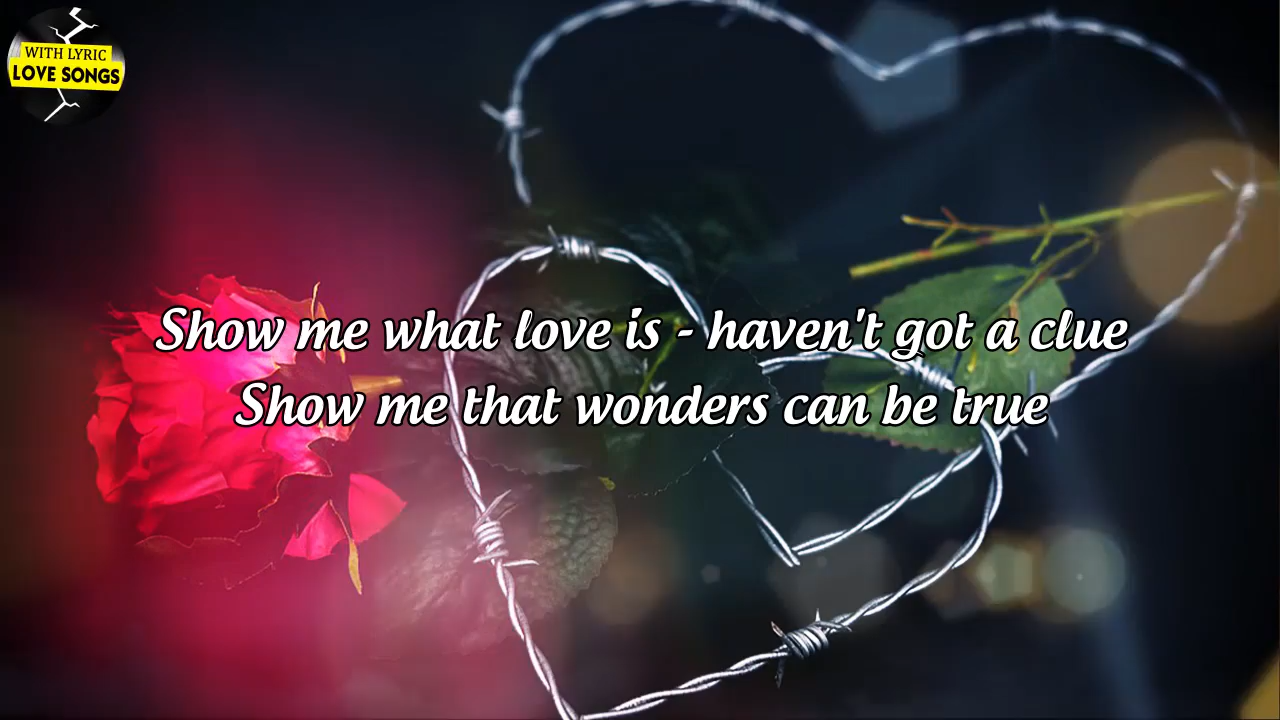 WITH LYRIC
LOVE SONGS
Show me what love is - haven't got a clue
Show me that wonders can be true